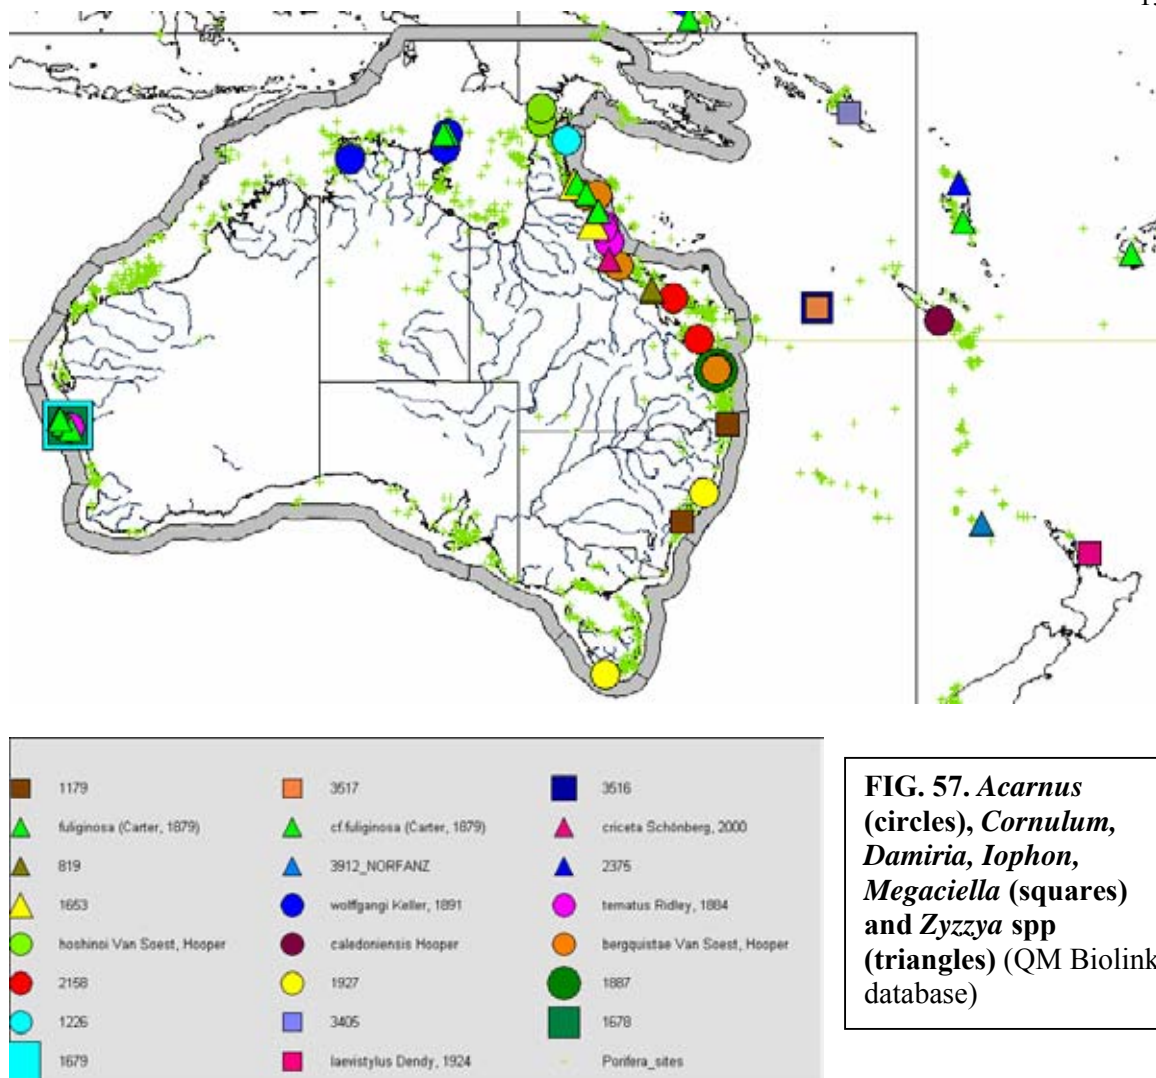 1179 3517 3516
fuliginosa (Carter, 1879) cf.fuliginosa (Carter, 1879) criceta Schönberg, 2000
819 3912_NORFANZ 2375
1653 wolffgangi Keller, 1891 tematus Ridley, 1884
hoshinoi Van Soest, Hooper caledoniensis Hooper bergquistae Van Soest, Hooper
2158 1927 1887
1226 3405 1678
1679 laevistylus Dendy, 1924 Porifera_sites
FIG. 57. Acarnus
(circles), Cornulum,
Damiria, Iophon,
Megaciella (squares)
and Zyzzya spp
(triangles) (QM Biolink
database)